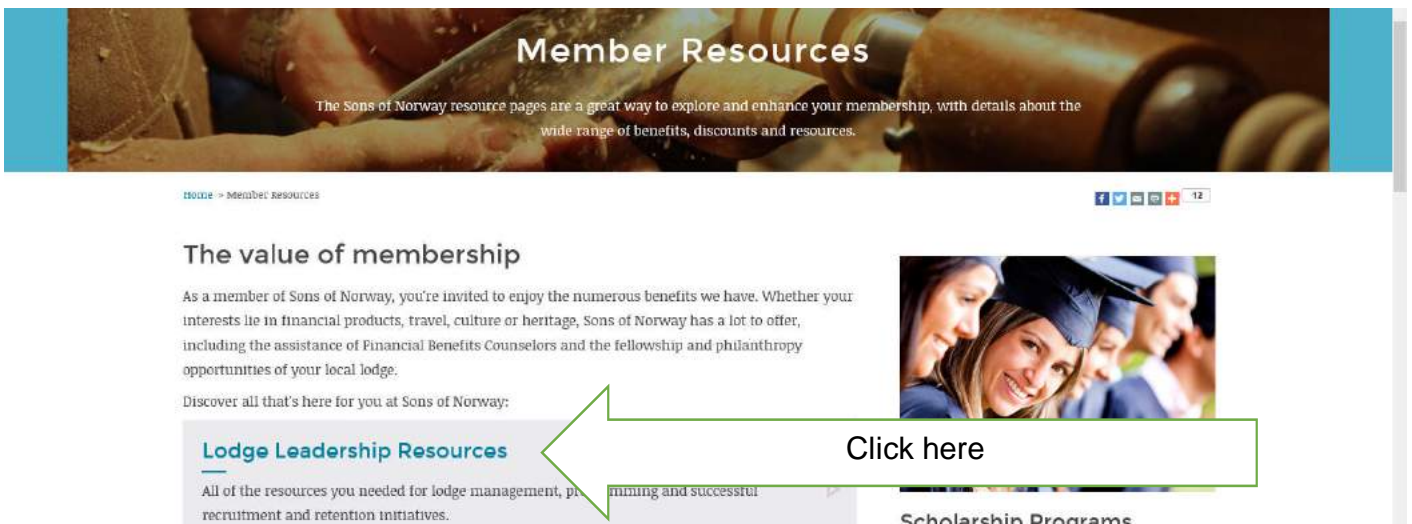 Member Resources
The Sons of Norway resource pages are a great way to explore and enhance your membership, with details about the
wide range of benefits, discounts and resources.
Home > Member Resources
12
The value of membership
As a member of Sons of Norway, you're invited to enjoy the numerous benefits we have. Whether your
interests lie in financial products, travel, culture or heritage, Sons of Norway has a lot to offer,
including the assistance of Financial Benefits Counselors and the fellowship and philanthropy
opportunities of your local lodge.
Discover all that's here for you at Sons of Norway:
Lodge Leadership Resources
Click here
All of the resources you needed for lodge management, and successful
recruitment and retention initiatives.
Scholarship Programs